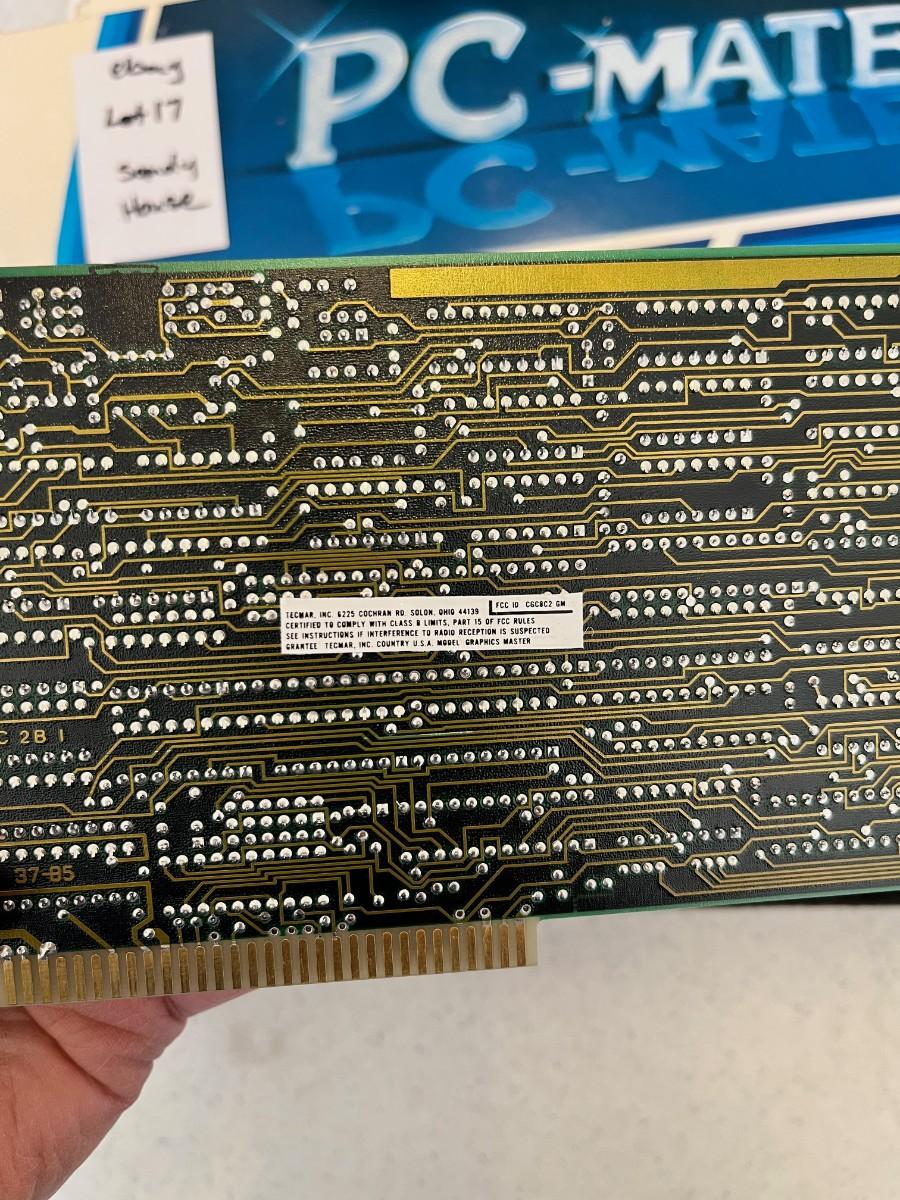 ebay
Lot 17
Sandy
House
PC-MATE
TECMAR, INC. 6225 COCHRAN RD. SOLON, OHIO 44139 FCC ID CGC8C2 GM
CERTIFIED TO COMPLY WITH CLASS B LIMITS, PART 15 OF FCC RULES
SEE INSTRUCTIONS IF INTERFERENCE TO RADIO RECEPTION IS SUSPECTED
GRANTEE TECMAR, INC. COUNTRY U.S.A. MODEL GRAPHICS MASTER
C 2B 1
37-85